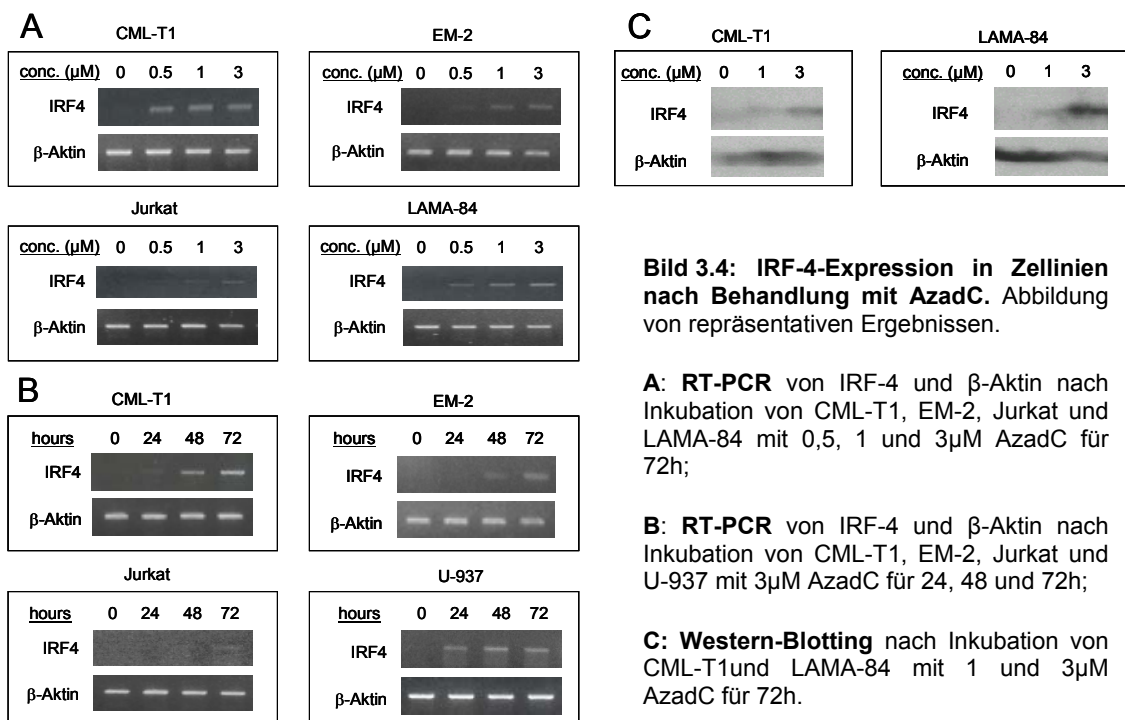 A
CML-T1
conc. (µM) 0 0.5 1 3
IRF4
β-Aktin
EM-2
conc. (µM) 0 0.5 1 3
IRF4
β-Aktin
Jurkat
conc. (µM) 0 0.5 1 3
IRF4
β-Aktin
LAMA-84
conc. (µM) 0 0.5 1 3
IRF4
β-Aktin
B
CML-T1
hours 0 24 48 72
IRF4
β-Aktin
EM-2
hours 0 24 48 72
IRF4
β-Aktin
Jurkat
hours 0 24 48 72
IRF4
β-Aktin
U-937
hours 0 24 48 72
IRF4
β-Aktin
C
CML-T1
conc. (µM) 0 1 3
IRF4
β-Aktin
LAMA-84
conc. (µM) 0 1 3
IRF4
β-Aktin
Bild 3.4: IRF-4-Expression in Zellinien
nach Behandlung mit AzadC. Abbildung
von repräsentativen Ergebnissen.
A: RT-PCR von IRF-4 und β-Aktin nach
Inkubation von CML-T1, EM-2, Jurkat und
LAMA-84 mit 0,5, 1 und 3µM AzadC für
72h;
B: RT-PCR von IRF-4 und β-Aktin nach
Inkubation von CML-T1, EM-2, Jurkat und
U-937 mit 3µM AzadC für 24, 48 und 72h;
C: Western-Blotting nach Inkubation von
CML-T1und LAMA-84 mit 1 und 3µM
AzadC für 72h.